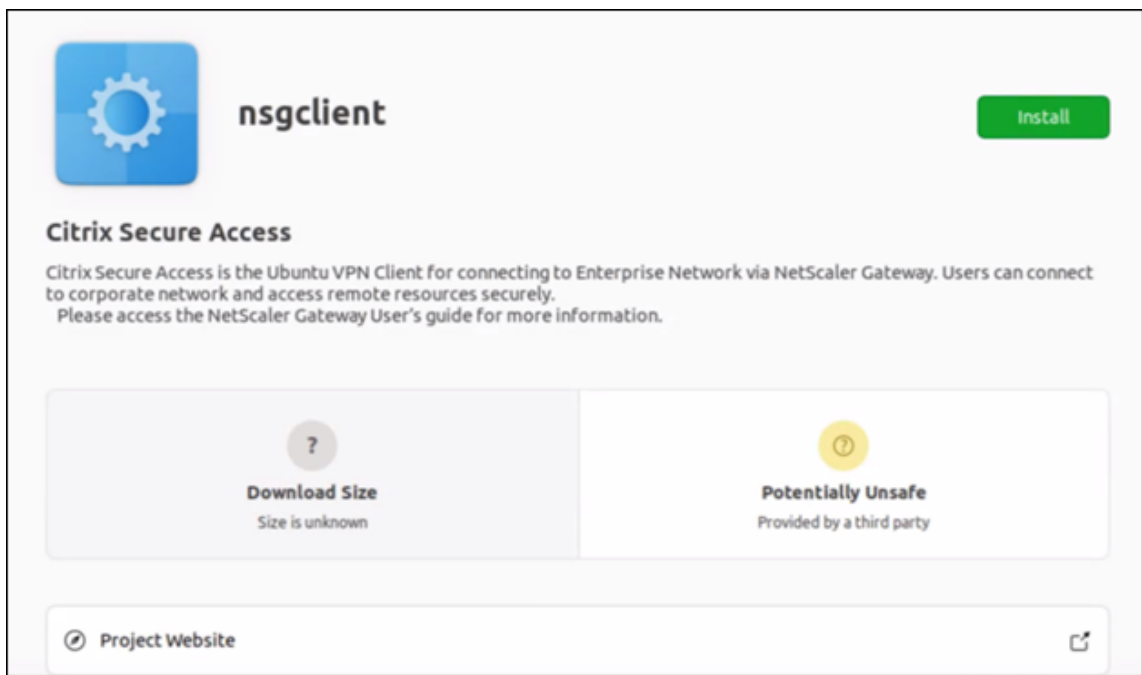 nsgclient
Install
Citrix Secure Access
Citrix Secure Access is the Ubuntu VPN Client for connecting to Enterprise Network via NetScaler Gateway. Users can connect
to corporate network and access remote resources securely.
Please access the NetScaler Gateway User's guide for more information.
?
?
Download Size
Potentially Unsafe
Size is unknown
Provided by a third party
Project Website